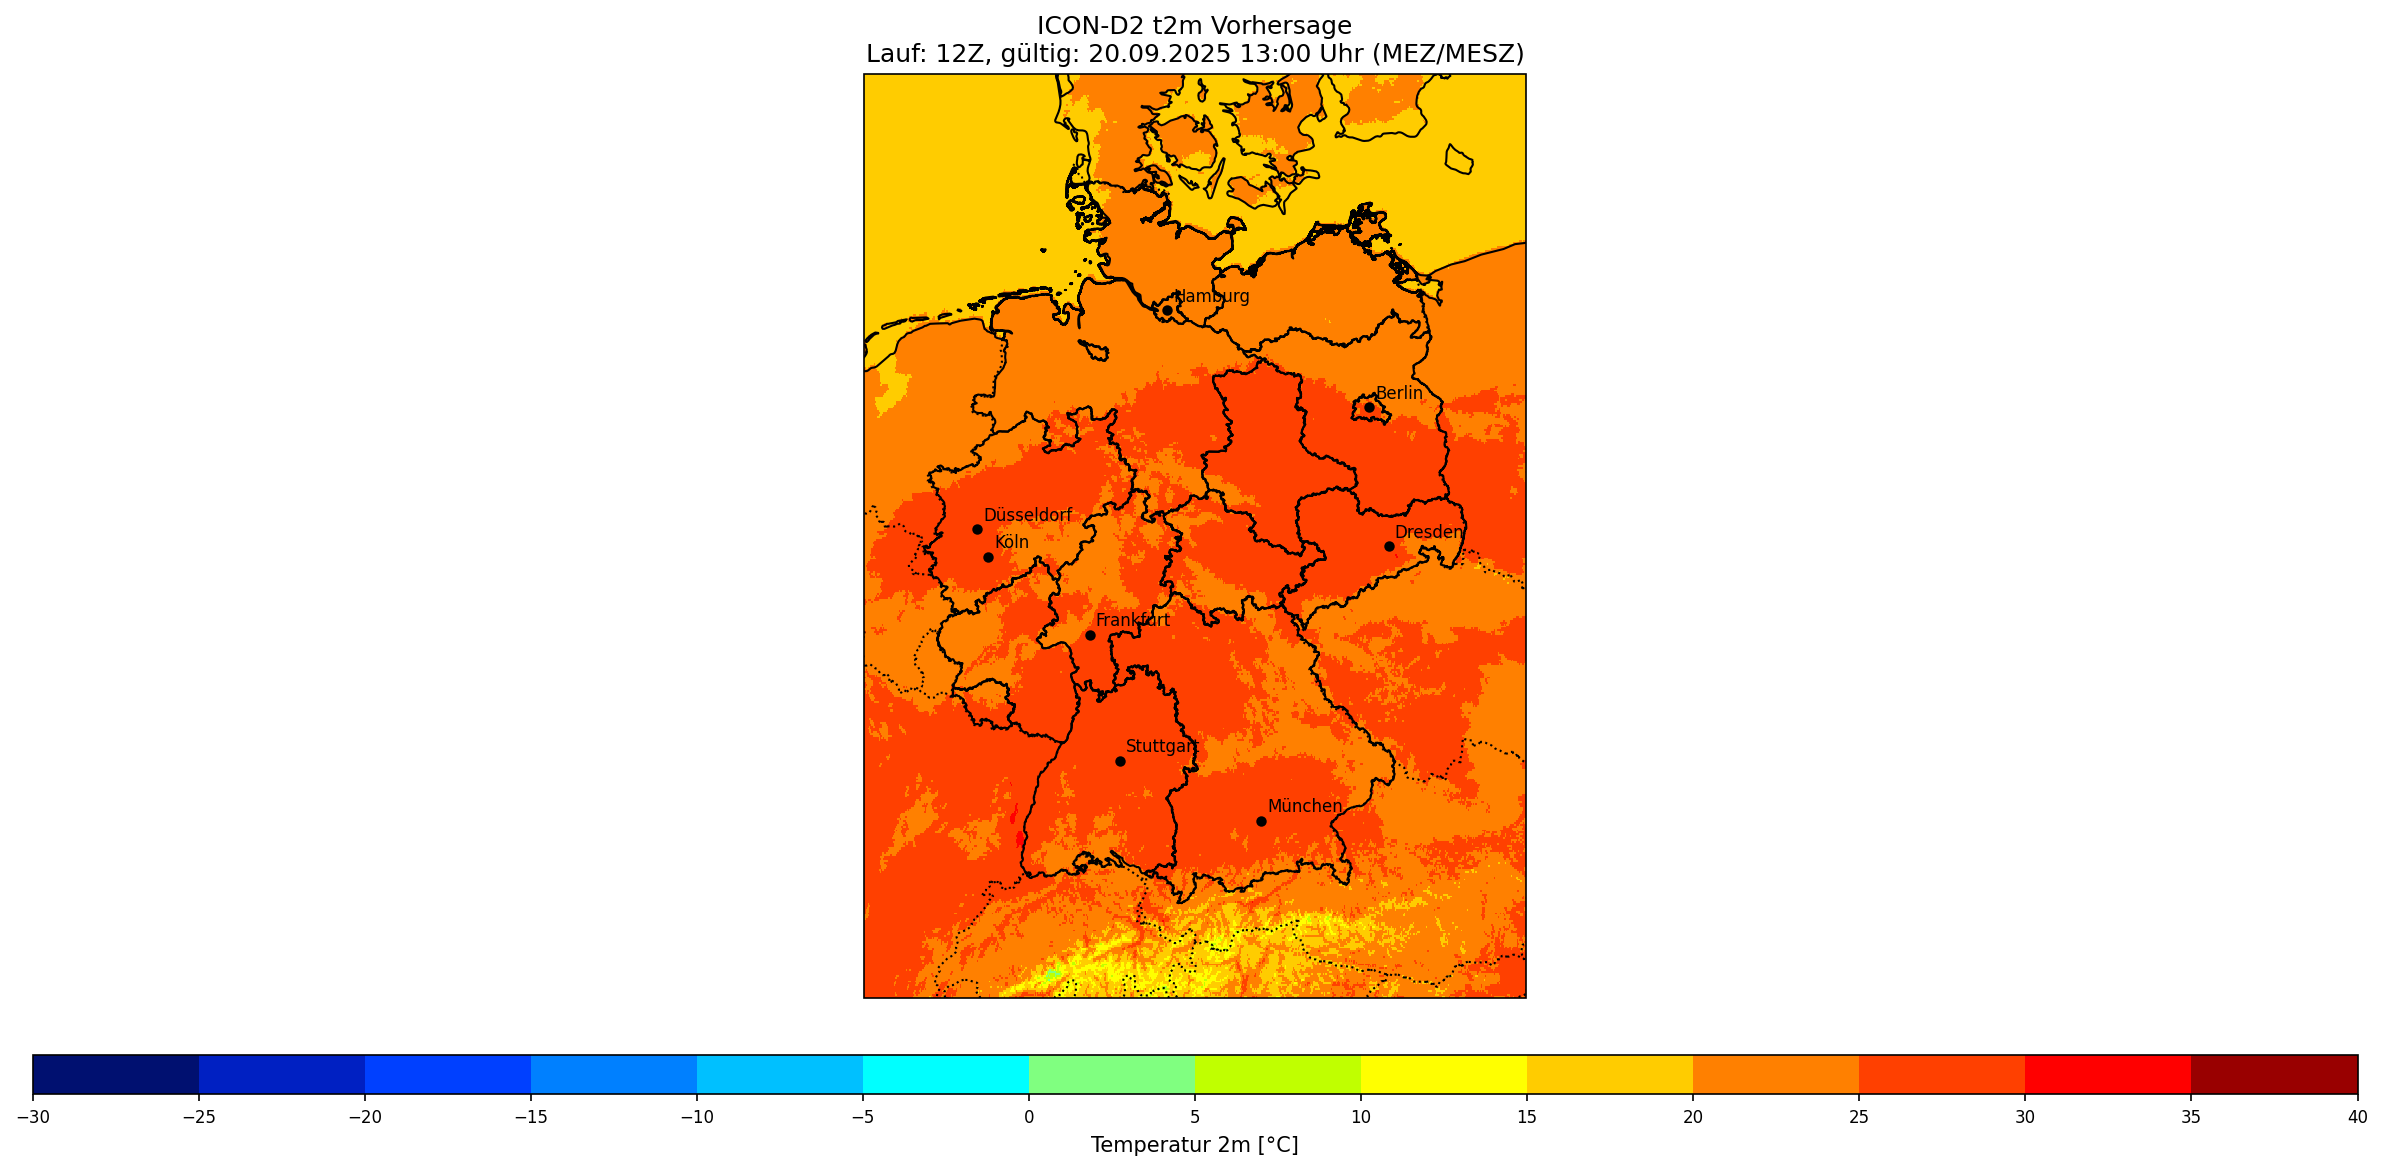 ICON-D2 t2m Vorhersage
Lauf: 12Z, gültig: 20.09.2025 13:00 Uhr (MEZ/MESZ)
Hamburg
Berlin
Düsseldorf
Köln
Dresden
Frankfurt
Stuttgart
München
−30 −25 −20 −15 −10 −5 0 5 10 15 20 25 30 35 40
Temperatur 2m [°C]